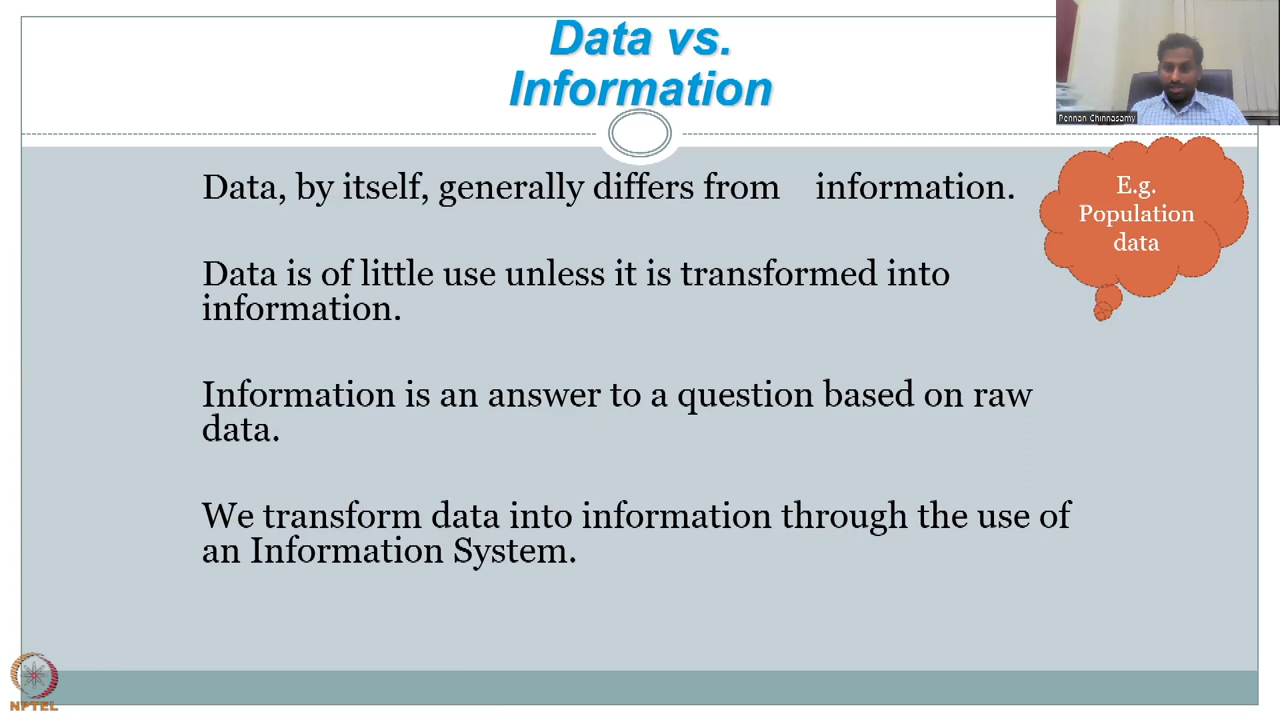 Data vs.
Information
Pennan Chinnasamy
E.g.
Population
data
Data, by itself, generally differs from information.
Data is of little use unless it is transformed into
information.
Information is an answer to a question based on raw
data.
We transform data into information through the use of
an Information System.
NPTEL